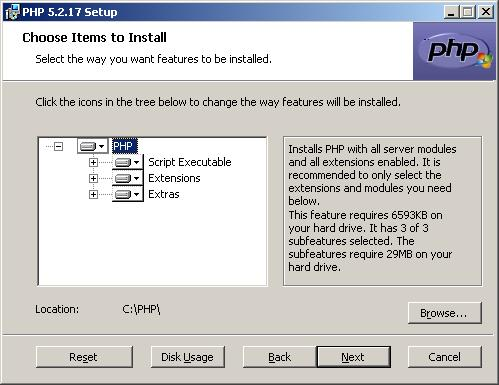 PHP 5.2.17 Setup
Choose Items to Install
Select the way you want features to be installed.
php
Click the icons in the tree below to change the way features will be installed.
PHP
Script Executable
Extensions
Extras
Installs PHP with all server modules
and all extensions enabled. It is
recommended to only select the
extensions and modules you need
below.
This feature requires 6593KB on
your hard drive. It has 3 of 3
subfeatures selected. The
subfeatures require 29MB on your
hard drive.
Location: C:\PHP\
Browse...
Reset Disk Usage Back Next Cancel